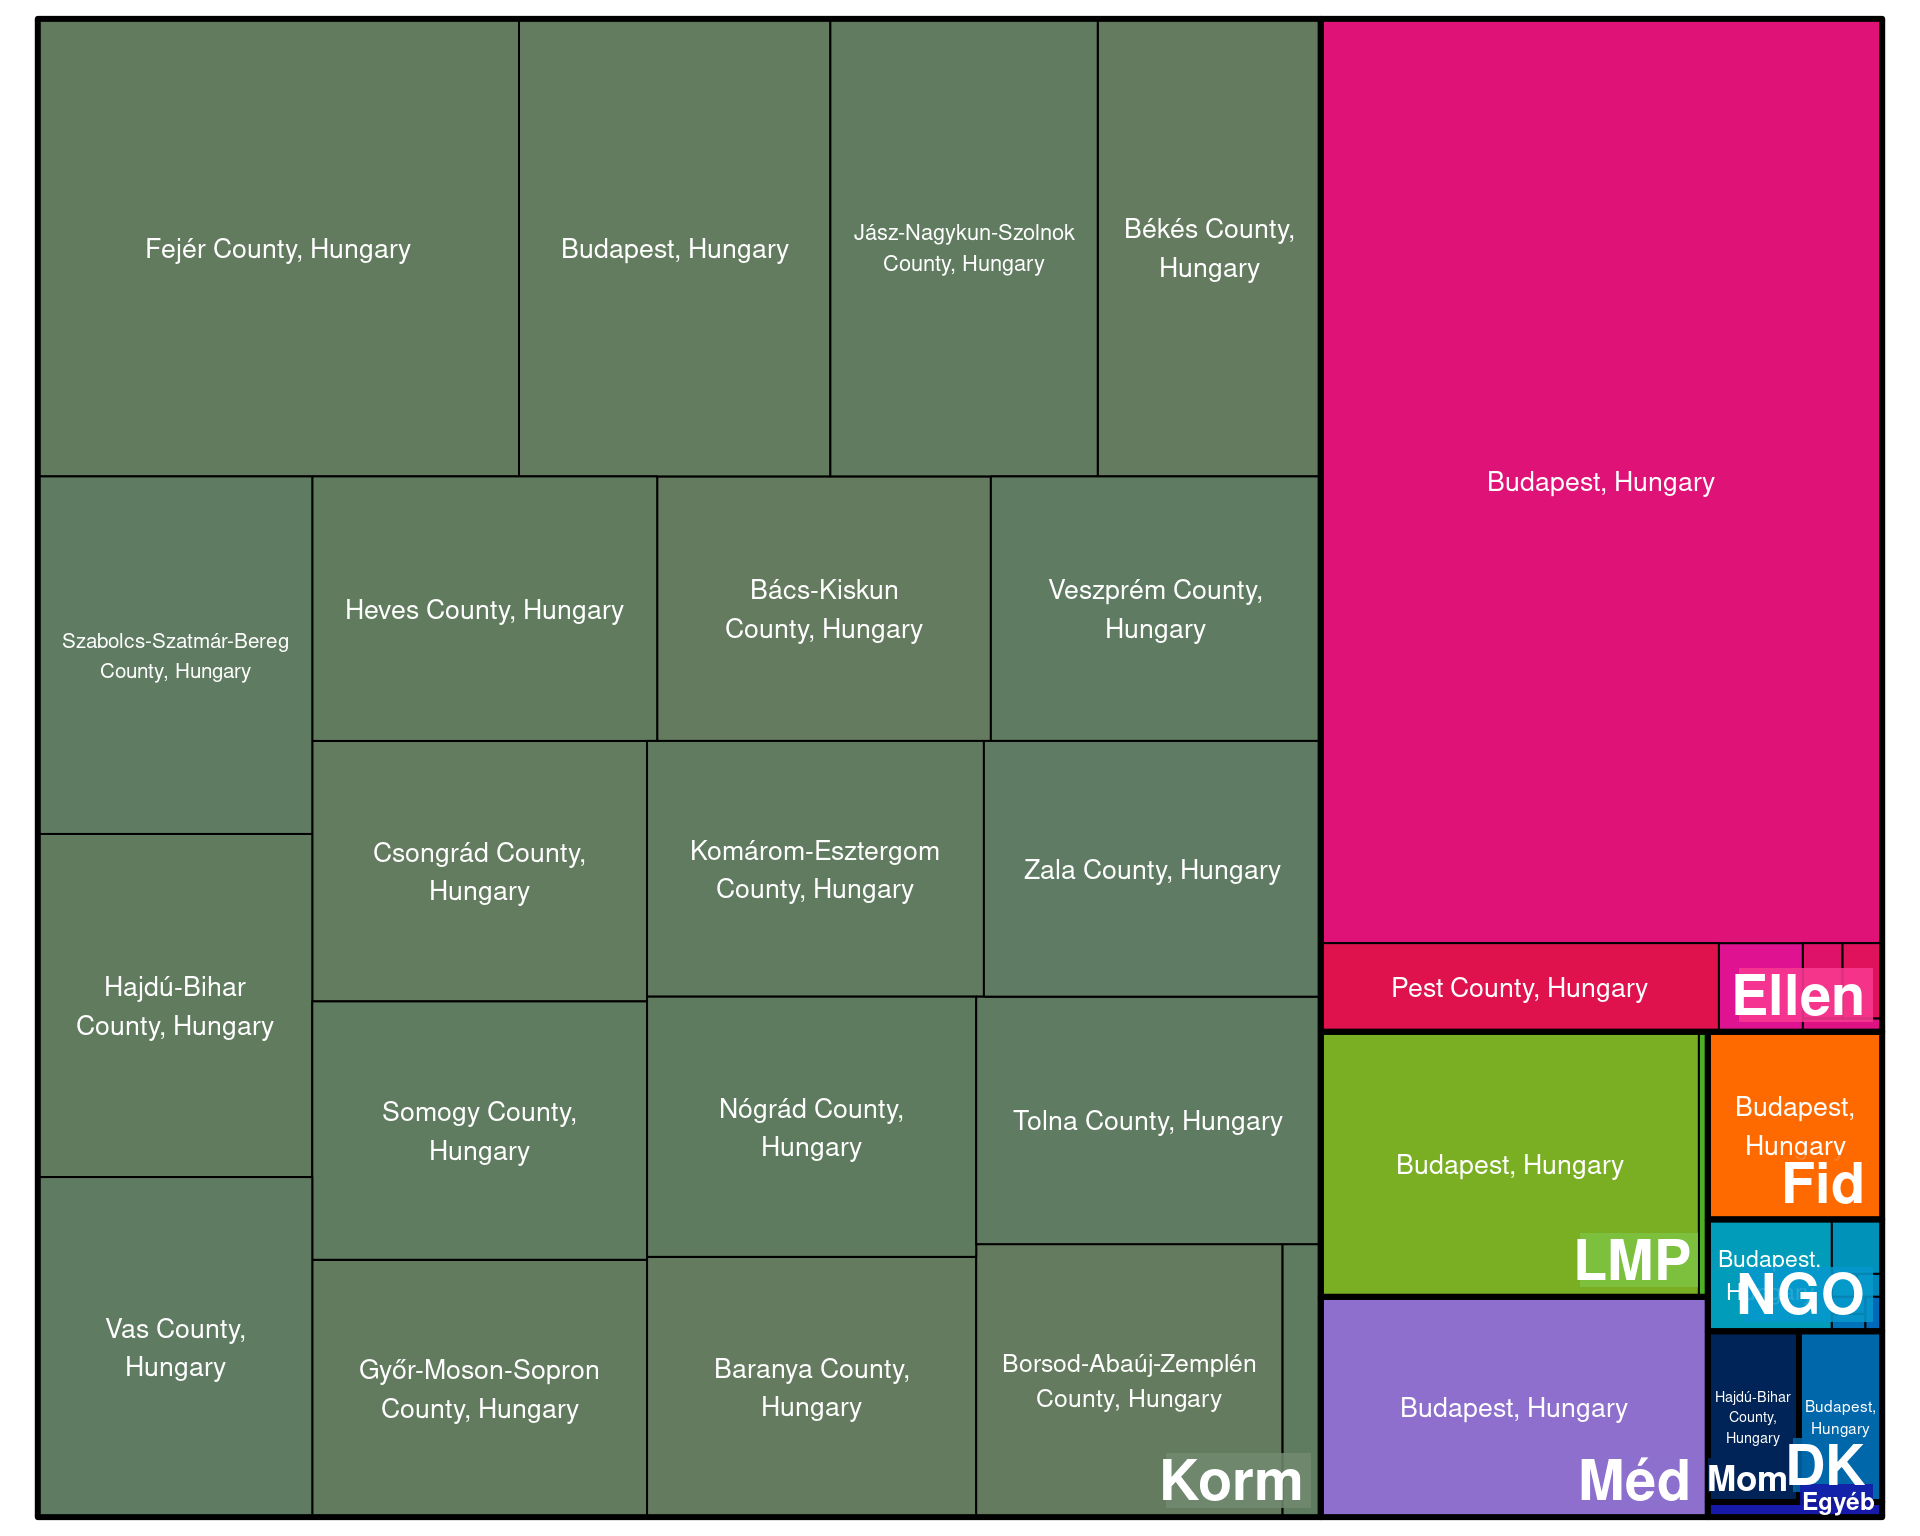 Fejér County, Hungary
Budapest, Hungary
Jász-Nagykun-Szolnok
County, Hungary
Békés County,
Hungary
Szabolcs-Szatmár-Bereg
County, Hungary
Heves County, Hungary
Bács-Kiskun
County, Hungary
Veszprém County,
Hungary
Hajdú-Bihar
County, Hungary
Csongrád County,
Hungary
Komárom-Esztergom
County, Hungary
Zala County, Hungary
Somogy County,
Hungary
Nógrád County,
Hungary
Tolna County, Hungary
Vas County,
Hungary
Győr-Moson-Sopron
County, Hungary
Baranya County,
Hungary
Borsod-Abaúj-Zemplén
County, Hungary
Korm
Budapest, Hungary
Pest County, Hungary
Ellen
Budapest, Hungary
LMP
Budapest,
Hungary
Fid
Budapest,
NGO
Budapest, Hungary
Méd
Hajdú-Bihar
County,
Hungary
Mom
Budapest,
Hungary
DK
Egyéb